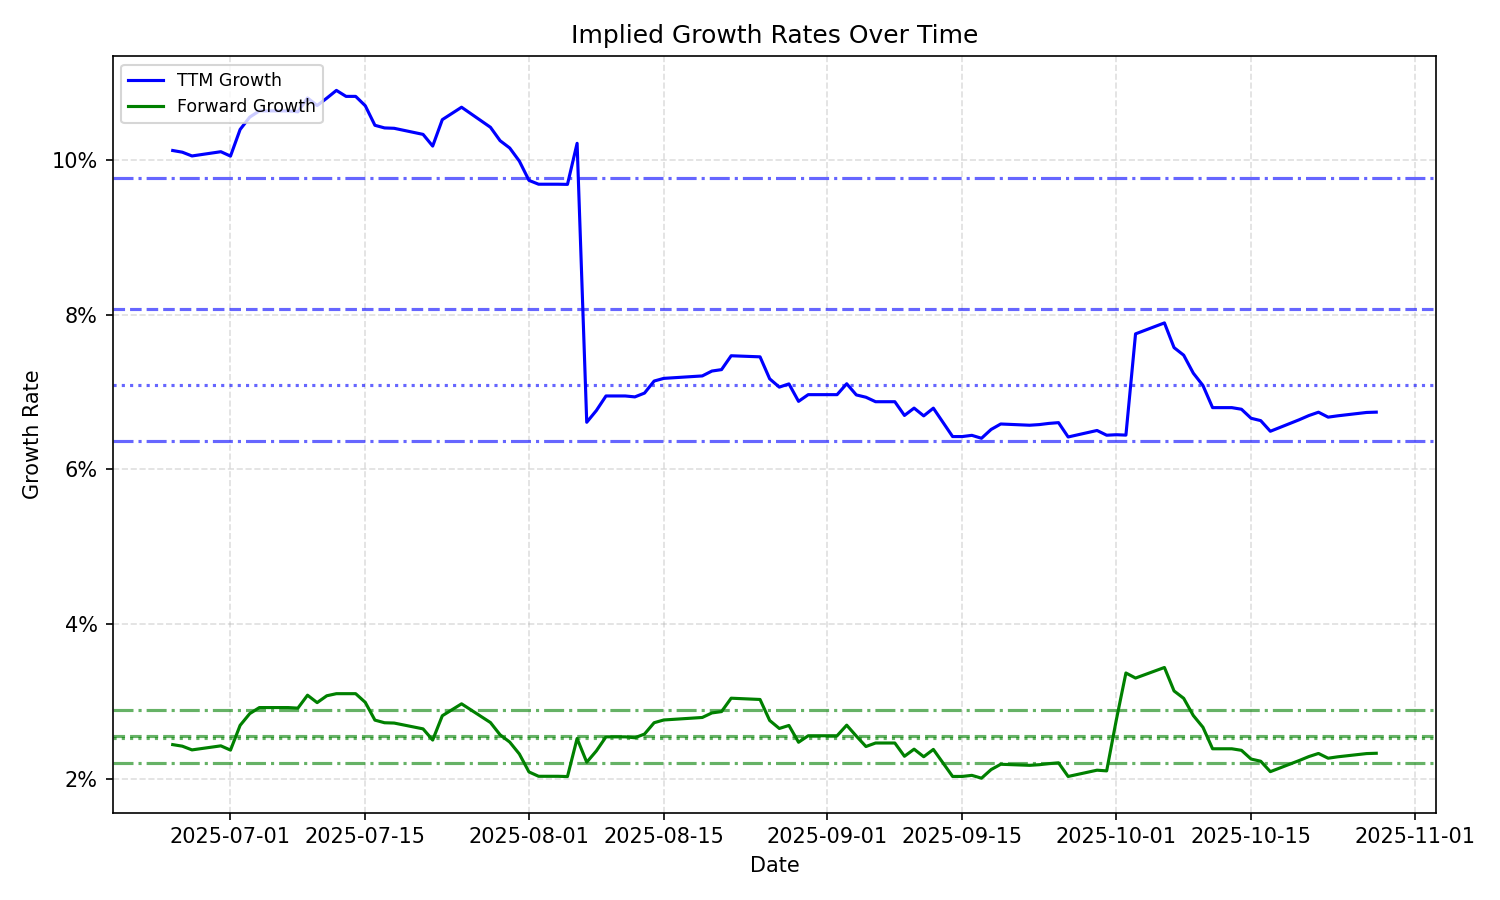 Implied Growth Rates Over Time
TTM Growth
Forward Growth
10%
8%
6%
4%
2%
Growth Rate
2025-07-01 2025-07-15 2025-08-01 2025-08-15 2025-09-01 2025-09-15 2025-10-01 2025-10-15 2025-11-01
Date